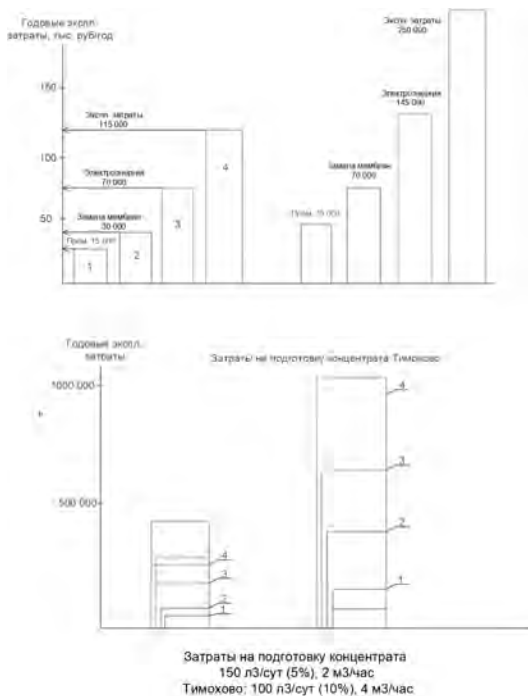 Годовые экспл.
затраты, тыс. руб/год
150
100
50
Экспл. затраты
115 000
Электроэнергия
70 000
Замена мембран
30 000
Пром. 15 000
1
2
3
4
Экспл. затраты
250 000
Электроэнергия
145 000
Замена мембран
70 000
Пром.
Годовые экспл.
затраты
Затраты на подготовку концентрата Тимохово
1000 000
500 000
4
3
2
1
4
3
2
1
Затраты на подготовку концентрата
150 л3/сут (5%), 2 м3/час
Тимохово: 100 л3/сут (10%), 4 м3/час